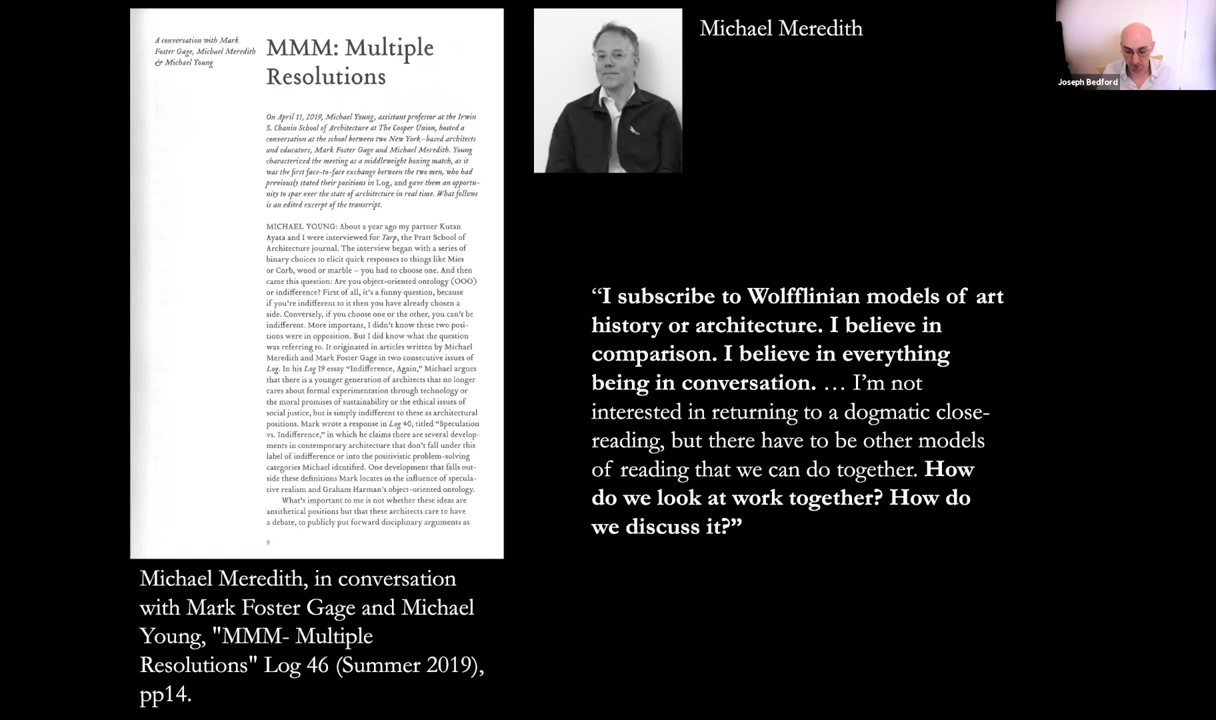 A conversation with Mark
Foster Gage, Michael Meredith
& Michael Young
MMM: Multiple
Resolutions
On April 11, 2019, Michael Young, assistant professor at the Irwin
S. Chanin School of Architecture at The Cooper Union, hosted a
conversation at the school between two New York–based architects
and educators, Mark Foster Gage and Michael Meredith. Young
characterized the meeting as a middleweight boxing match, as it
was the first face-to-face exchange between the two men, who had
previously stated their positions in Log, and gave them an opportu-
nity to spar over the state of architecture in real time. What follows
is an edited excerpt of the transcript.
MICHAEL YOUNG: About a year ago my partner Kutan
Ayata and I were interviewed for Tarp, the Pratt School of
Architecture journal. The interview began with a series of
binary choices to elicit quick responses to things like Mies
or Corb, wood or marble – you had to choose one. And then
came this question: Are you object-oriented ontology (OOO)
or indifference? First of all, it's a funny question, because
if you're indifferent to it then you have already chosen a
side. Conversely, if you choose one or the other, you can't be
indifferent. More important, I didn't know these two posi-
tions were in opposition. But I did know what the question
was referring to. It originated in articles written by Michael
Meredith and Mark Foster Gage in two consecutive issues of
Log. In his Log 39 essay "Indifference, Again," Michael argues
that there is a younger generation of architects that no longer
cares about formal experimentation through technology or
the moral promises of sustainability or the ethical issues of
social justice, but is simply indifferent to these as architectural
positions. Mark wrote a response in Log 40, titled "Speculation
vs. Indifference," in which he claims there are several develop-
ments in contemporary architecture that don't fall under this
label of indifference or into the positivistic problem-solving
categories Michael identified. One development that falls out-
side these definitions Mark locates in the influence of specula-
tive realism and Graham Harman's object-oriented ontology.
What's important to me is not whether these ideas are
antithetical positions but that these architects care to have
a debate, to publicly put forward disciplinary arguments as
9
Michael Meredith, in conversation
with Mark Foster Gage and Michael
Young, "MMM- Multiple
Resolutions" Log 46 (Summer 2019),
pp14.
Michael Meredith
“I subscribe to Wolfflinian models of art
history or architecture. I believe in
comparison. I believe in everything
being in conversation. … I’m not
interested in returning to a dogmatic close-
reading, but there have to be other models
of reading that we can do together. How
do we look at work together? How do
we discuss it?”
Joseph Bedford